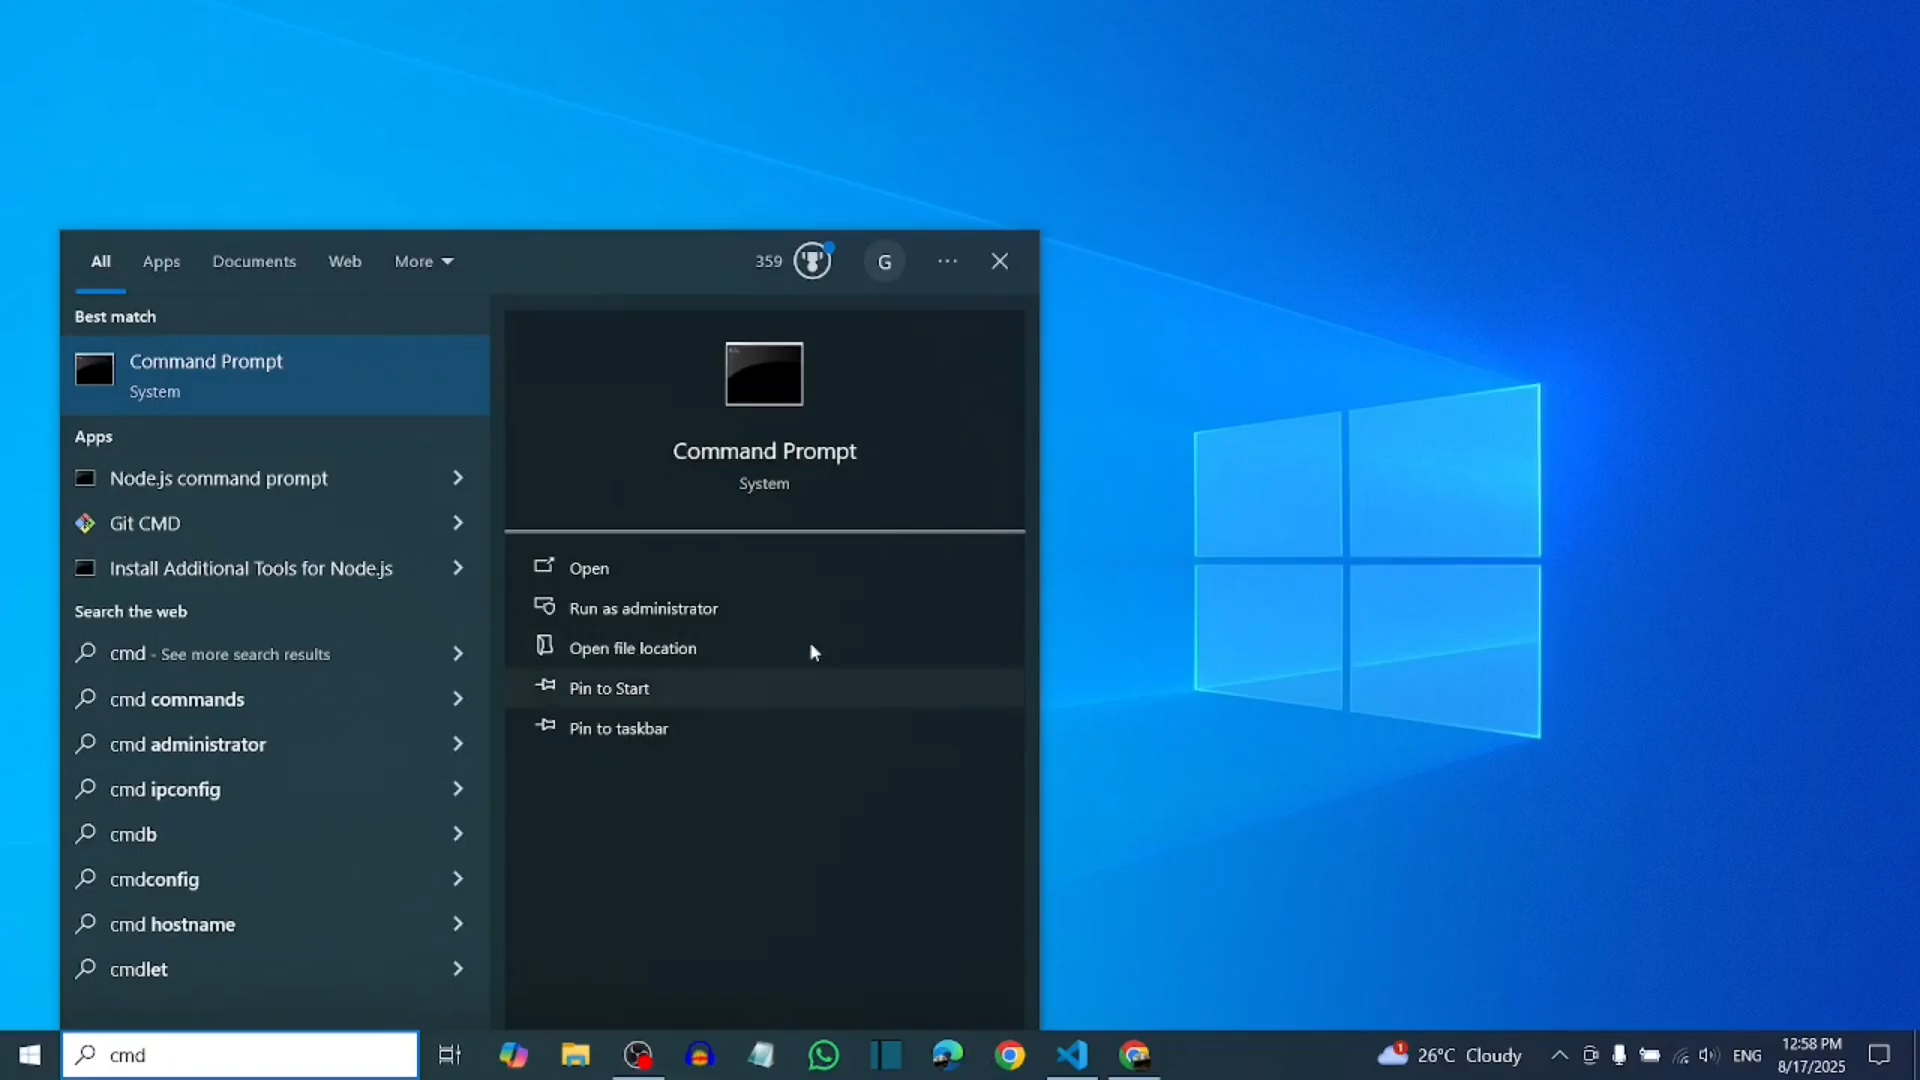 All Apps Documents Web More 359 G
Best match
Command Prompt
System
Apps
Node.js command prompt
Git CMD
Install Additional Tools for Node.js
Search the web
cmd - See more search results
cmd commands
cmd administrator
cmd ipconfig
cmdb
cmdconfig
cmd hostname
cmdlet
Command Prompt
System
Open
Run as administrator
Open file location
Pin to Start
Pin to taskbar
cmd
1
26°C Cloudy
ENG
12:58 PM
8/17/2025